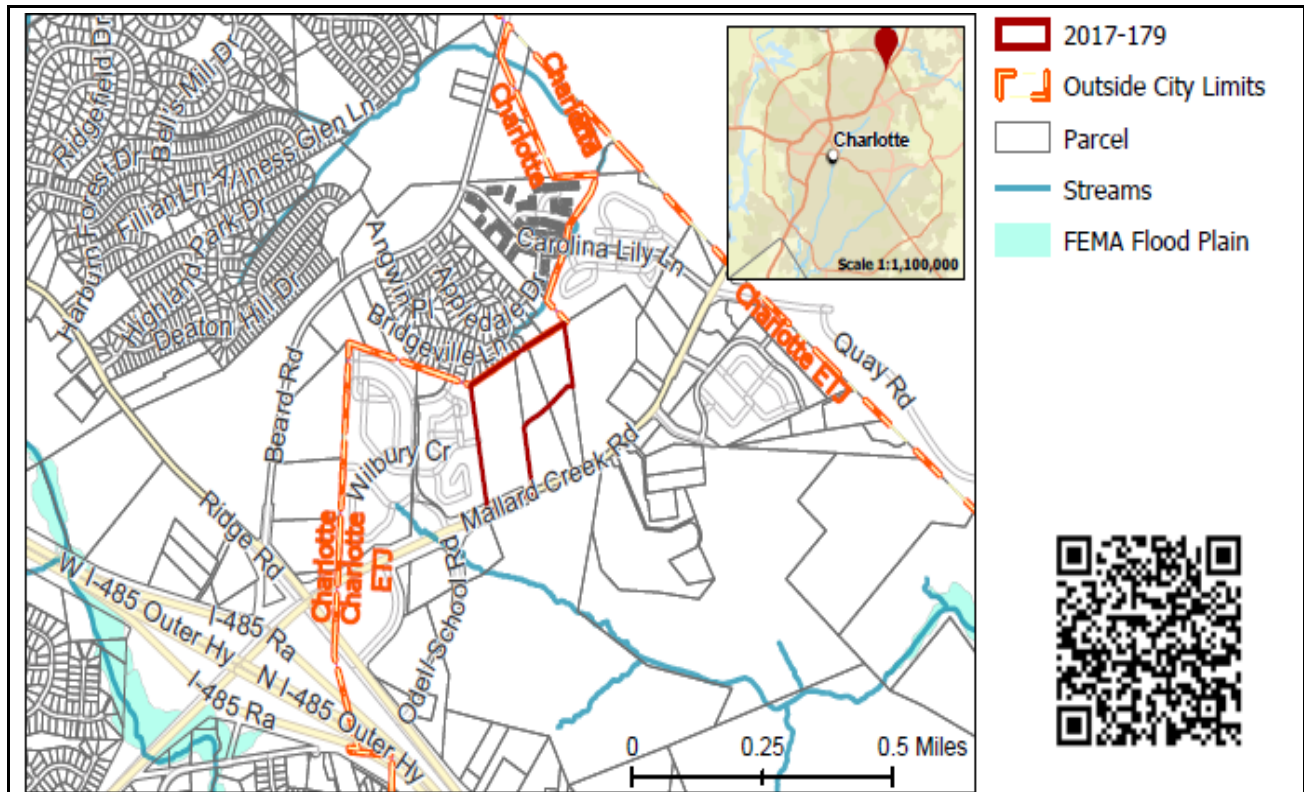 Ridgefield Dr
Bell's Mill Dr
Harburn Forest Dr
Fillian Ln
Ainess Glen Ln
Highland Park Dr
Deaton Hill Dr
Charlotte
Charlotte
Carolina Lily Ln
Angwin Pl
Appledale Dr
Bridgeville Ln
Beard Rd
Wilbury Cr
Mallard Creek Rd
Charlotte ETJ
Quay Rd
Ridge Rd
Charlotte
Charlotte
ETJ
Odell-School Rd
W I-485 Outer Hy
I-485 Ra
N I-485 Outer Hy
I-485 Ra
0 0.25 0.5 Miles
Charlotte
Scale 1:1,100,000
2017-179
Outside City Limits
Parcel
Streams
FEMA Flood Plain